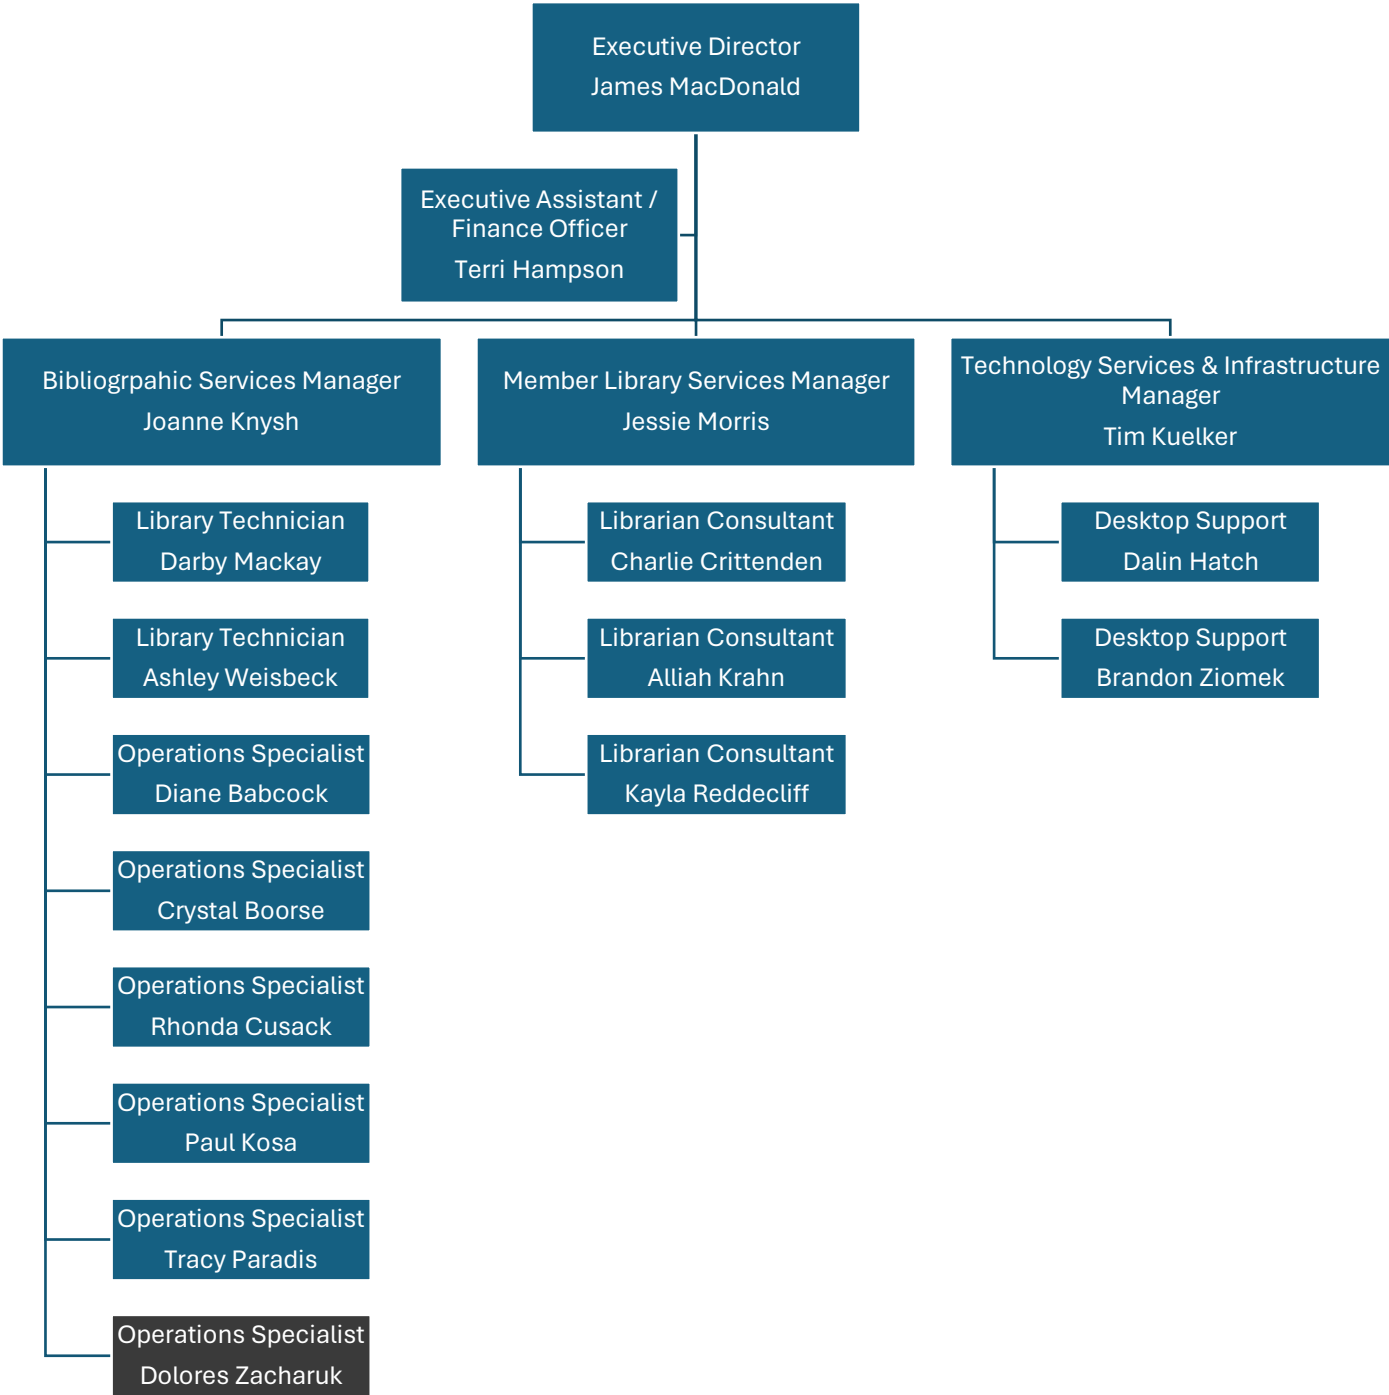 Executive Director
James MacDonald
Executive Assistant /
Finance Officer
Terri Hampson
Bibliogrpahic Services Manager
Joanne Knysh
Library Technician
Darby Mackay
Library Technician
Ashley Weisbeck
Operations Specialist
Diane Babcock
Operations Specialist
Crystal Boorse
Operations Specialist
Rhonda Cusack
Operations Specialist
Paul Kosa
Operations Specialist
Tracy Paradis
Operations Specialist
Dolores Zacharuk
Member Library Services Manager
Jessie Morris
Librarian Consultant
Charlie Crittenden
Librarian Consultant
Alliah Krahn
Librarian Consultant
Kayla Reddecliff
Technology Services & Infrastructure
Manager
Tim Kuelker
Desktop Support
Dalin Hatch
Desktop Support
Brandon Ziomek